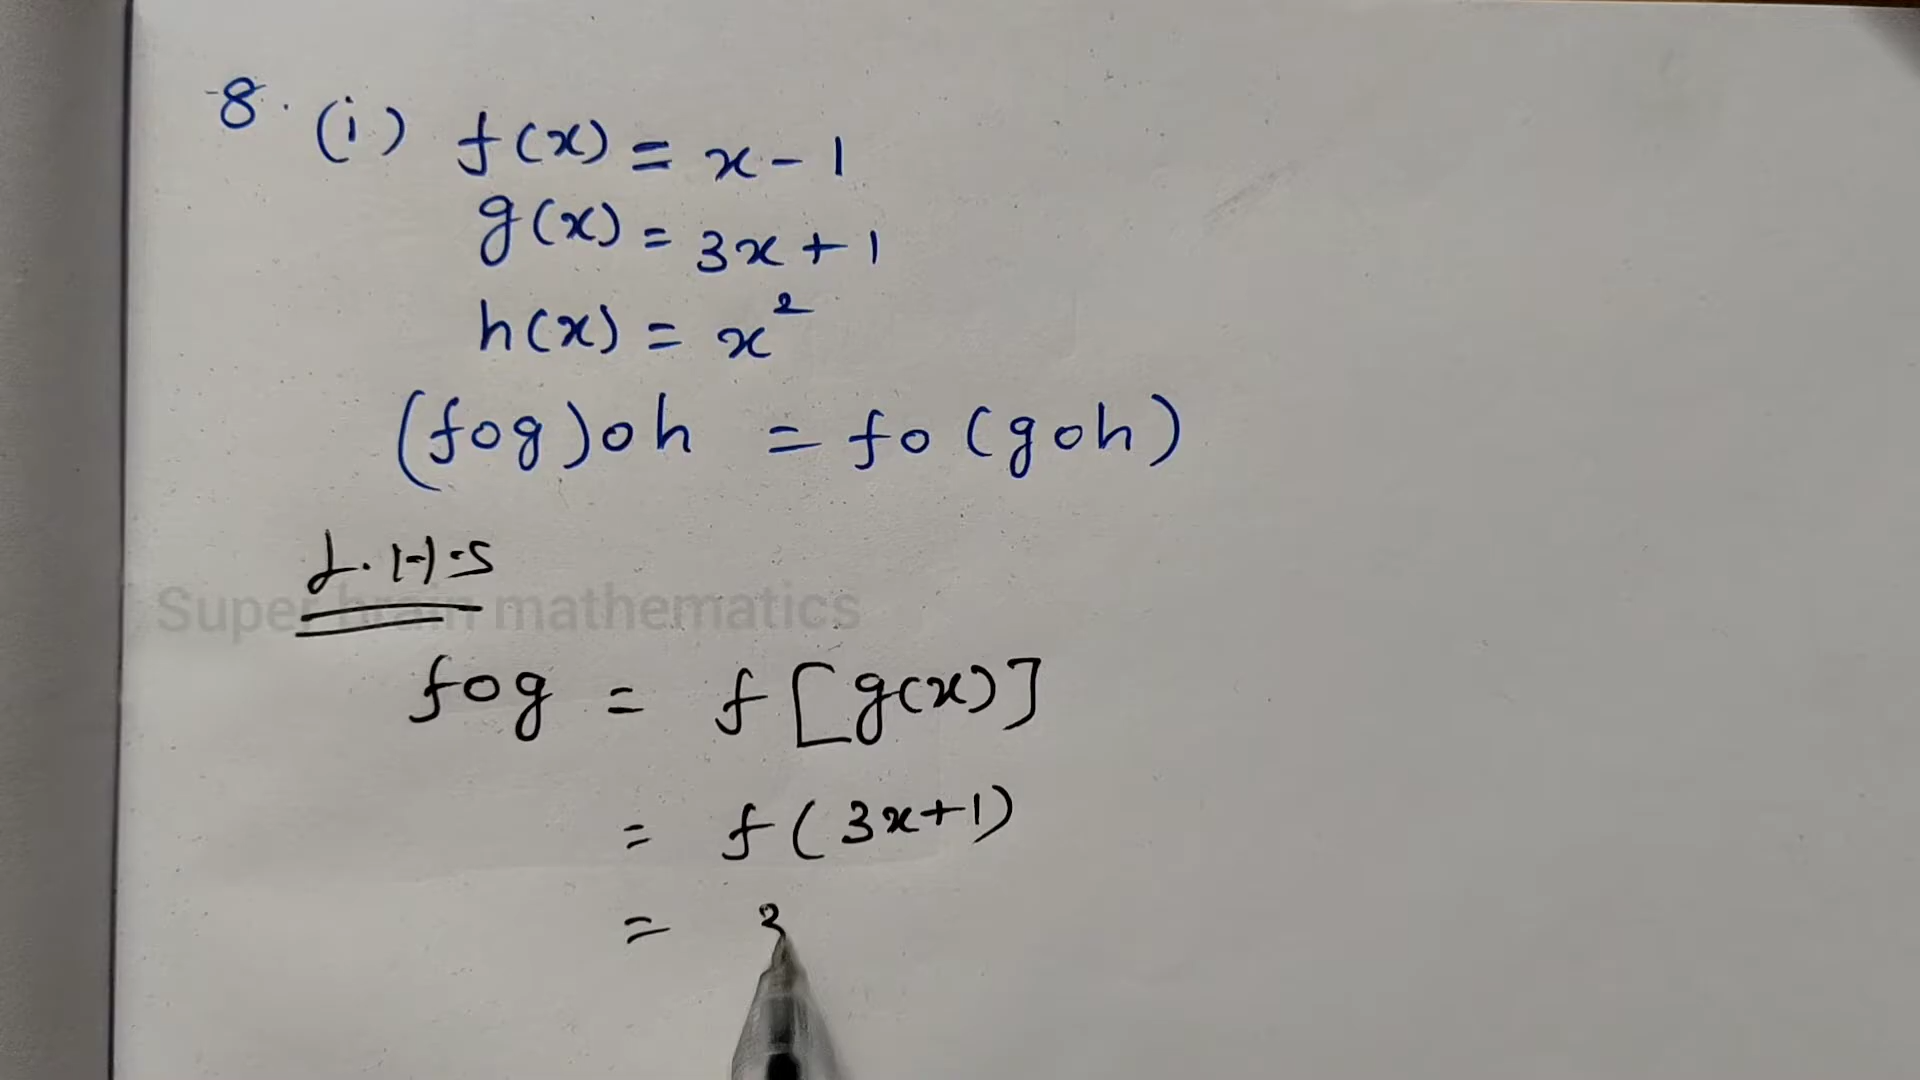 8. (i) f(x) = x - 1
g(x) = 3x + 1
h(x) = x²
(fog)oh = fo(goh)
L.H.S
Super brain mathematics
fog = f[g(x)]
= f(3x+1)
= 3